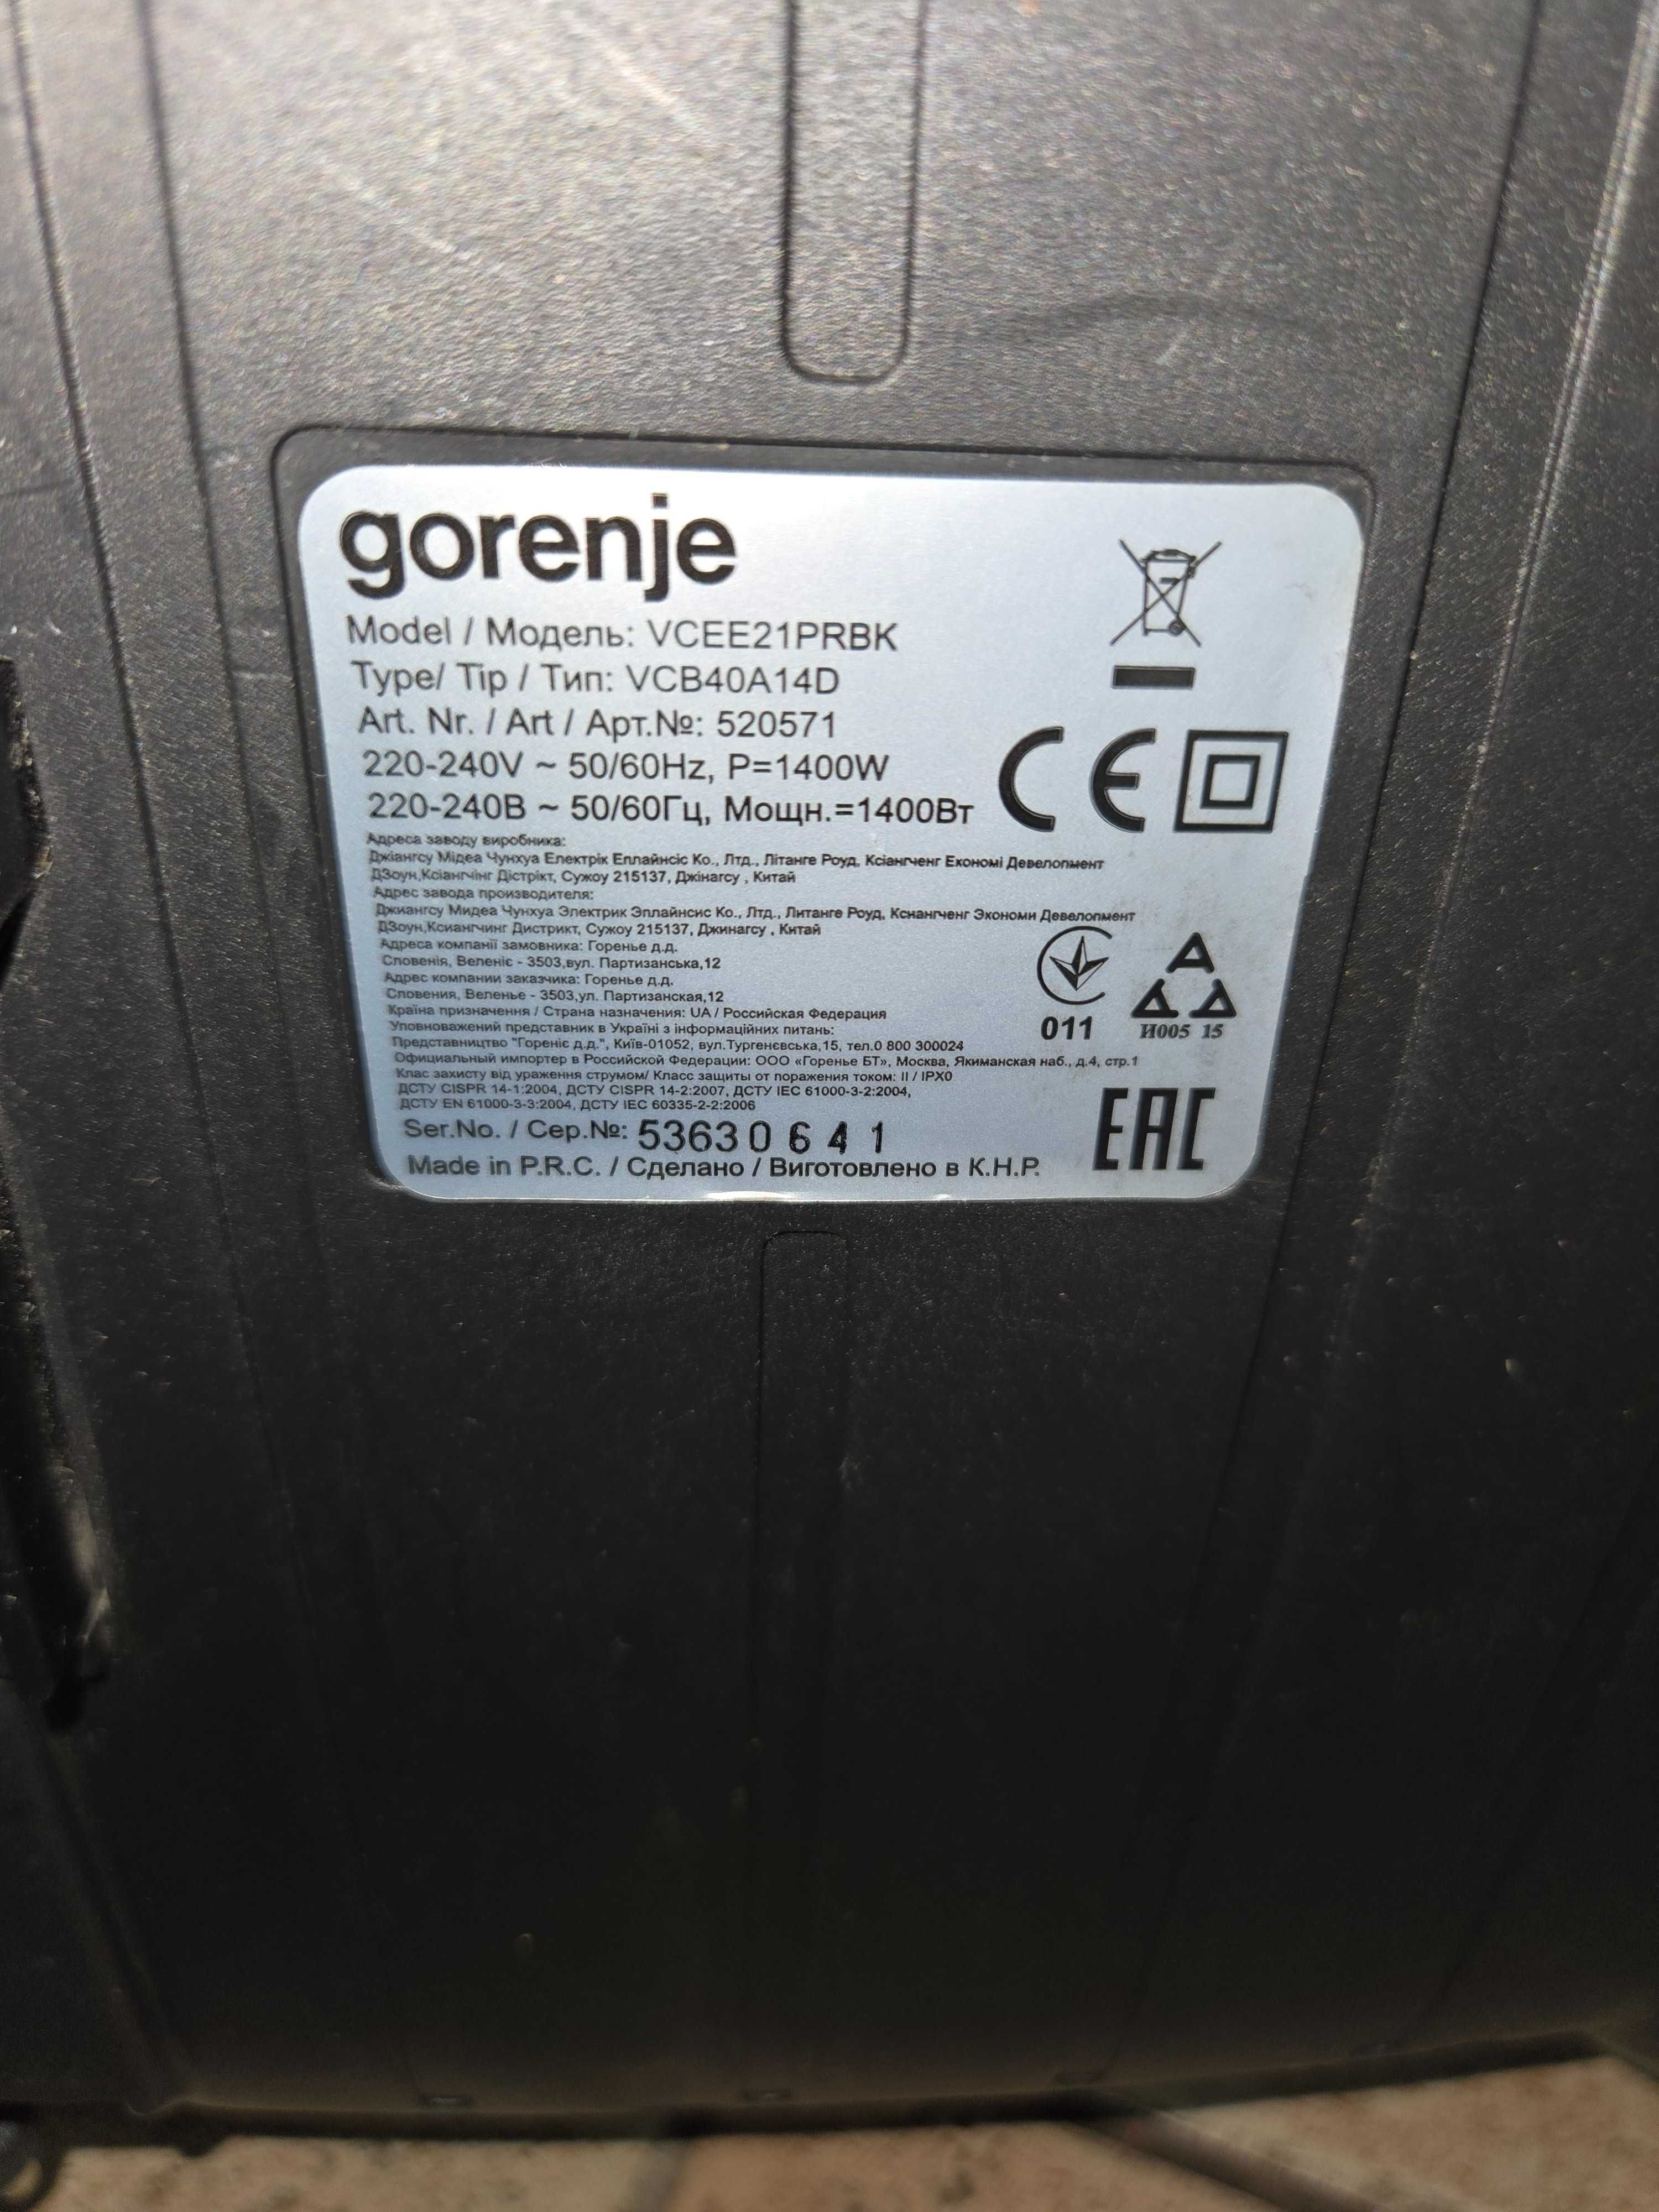 gorenje
Model / Модель: VCEE21PRBK
Type/ Tip / Тип: VCB40A14D
Art. Nr. / Art / Арт.№: 520571
220-240V ~ 50/60Hz, P=1400W
220-240В ~ 50/60Гц, Мощн.=1400Вт
CE
Адреса заводу виробника:
Джіангсу Мідеа Чунхуа Електрік Еплайнсіс Ко., Лтд., Літанге Роуд, Ксіангченг Економі Девелопмент
ДЗоун,Ксіангчінг Дістрікт, Сужоу 215137, Джінагсу , Китай
Адрес завода производителя:
Джиангсу Мидеа Чунхуа Электрик Эплайнсис Ко., Лтд., Литанге Роуд, Ксиангченг Экономи Девелопмент
ДЗоун,Ксиангчинг Дистрикт, Сужоу 215137, Джинагсу , Китай
Адреса компанії замовника: Горенье д.д.
Словенія, Веленіє - 3503,вул. Партизанська,12
Адрес компании заказчика: Горенье д.д.
Словения, Веленье - 3503,ул. Партизанская,12
Країна призначення / Страна назначения: UA / Российская Федерация
Уповноважений представник в Україні з інформаційних питань:
Представництво "Гореніє д.д.", Київ-01052, вул.Тургенєвська,15, тел.0 800 300024
Официальный импортер в Российской Федерации: ООО «Горенье БТ», Москва, Якиманская наб., д.4, стр.1
Клас захисту від ураження струмом/ Класс защиты от поражения током: II / IPX0
ДСТУ CISPR 14-1:2004, ДСТУ CISPR 14-2:2007, ДСТУ IEC 61000-3-2:2004,
ДСТУ EN 61000-3-3:2004, ДСТУ IEC 60335-2-2:2006
011
И005 15
Ser.No. / Сер.№: 53630641
EAC
Made in P.R.C. / Сделано / Виготовлено в К.Н.Р.